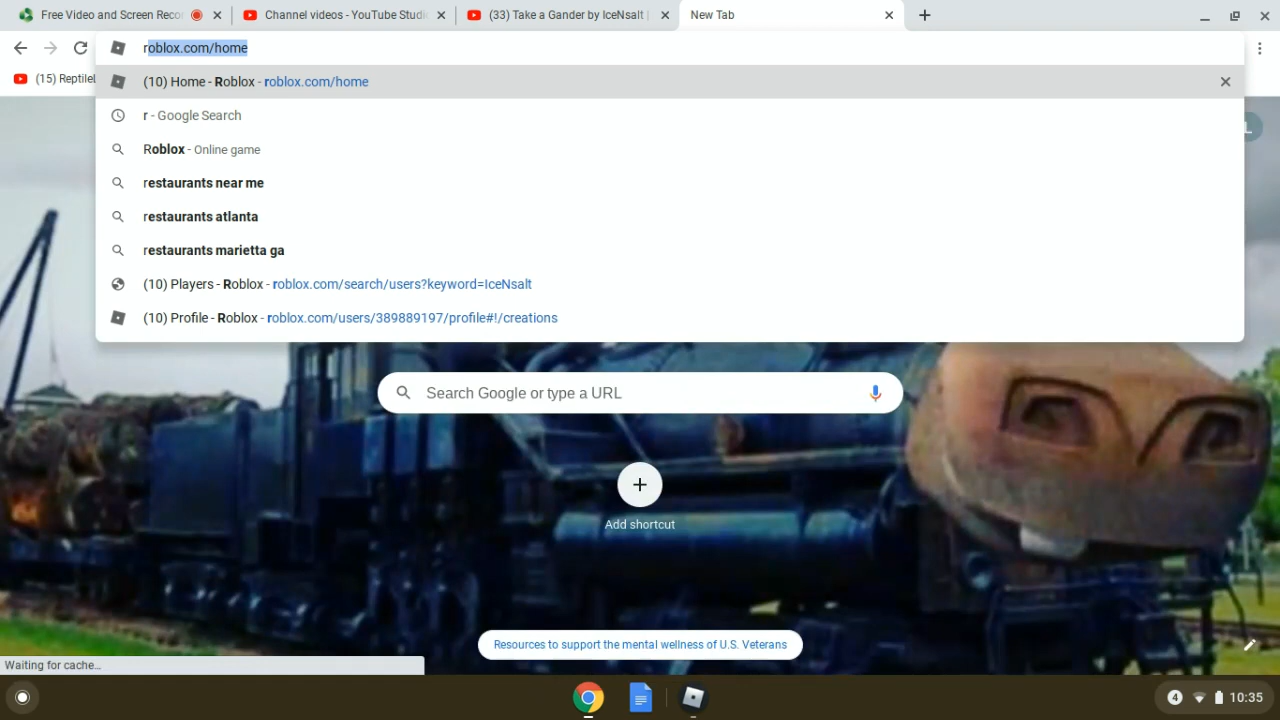 Free Video and Screen Reco
Channel videos - YouTube Studi
(33) Take a Gander by IceNsalt |
New Tab
roblox.com/home
(15) ReptileL
(10) Home - Roblox - roblox.com/home
r - Google Search
Roblox - Online game
restaurants near me
restaurants atlanta
restaurants marietta ga
(10) Players - Roblox - roblox.com/search/users?keyword=IceNsalt
(10) Profile - Roblox - roblox.com/users/389889197/profile#!/creations
L
Search Google or type a URL
Add shortcut
Resources to support the mental wellness of U.S. Veterans
Waiting for cache...
4
10:35